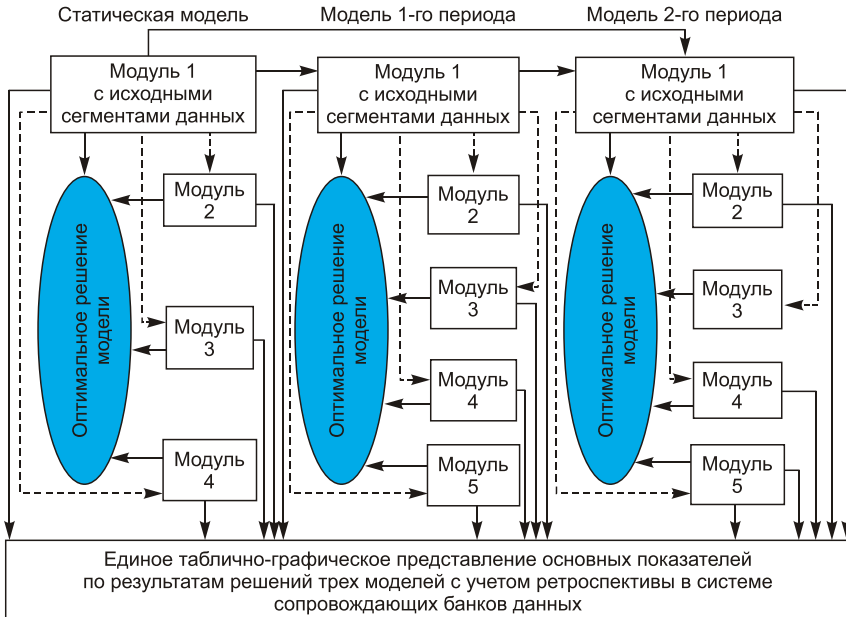 Статическая модель
Модель 1-го периода
Модель 2-го периода
Модуль 1
с исходными
сегментами данных
Модуль 1
с исходными
сегментами данных
Модуль 1
с исходными
сегментами данных
Оптимальное решение
модели
Модуль
2
Модуль
3
Модуль
4
Оптимальное решение
модели
Модуль
2
Модуль
3
Модуль
4
Модуль
5
Оптимальное решение
модели
Модуль
2
Модуль
3
Модуль
4
Модуль
5
Единое таблично-графическое представление основных показателей
по результатам решений трех моделей с учетом ретроспективы в системе
сопровождающих банков данных